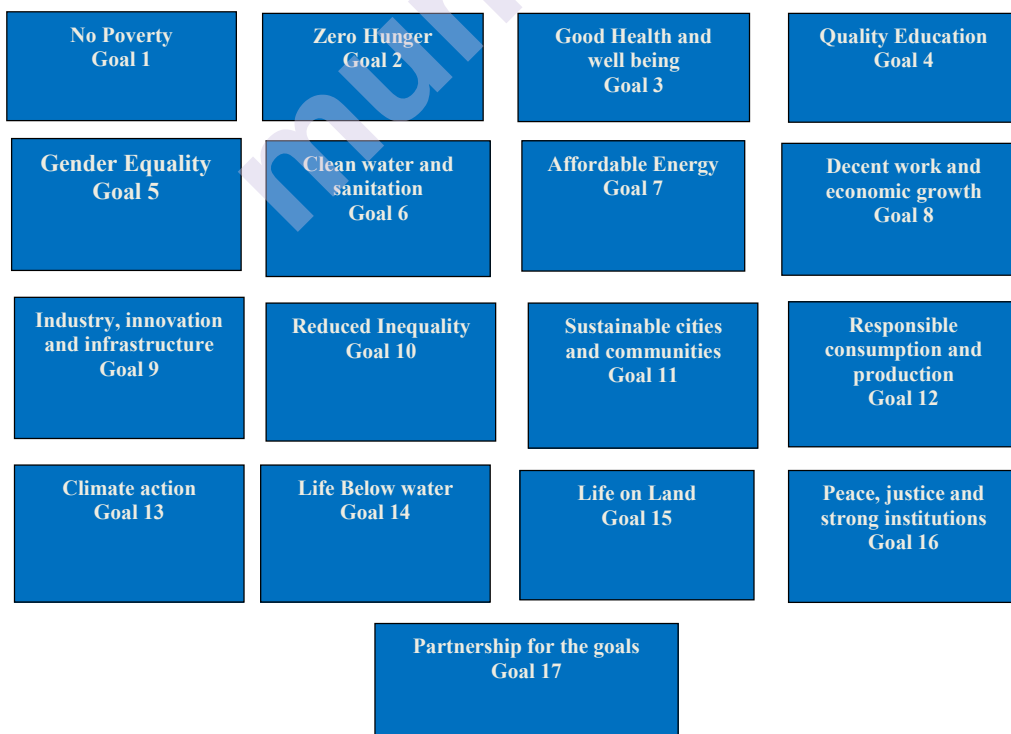 No Poverty
Goal 1
Zero Hunger
Goal 2
Good Health and
well being
Goal 3
Quality Education
Goal 4
Gender Equality
Goal 5
Clean water and
sanitation
Goal 6
Affordable Energy
Goal 7
Decent work and
economic growth
Goal 8
Industry, innovation
and infrastructure
Goal 9
Reduced Inequality
Goal 10
Sustainable cities
and communities
Goal 11
Responsible
consumption and
production
Goal 12
Climate action
Goal 13
Life Below water
Goal 14
Life on Land
Goal 15
Peace, justice and
strong institutions
Goal 16
Partnership for the goals
Goal 17